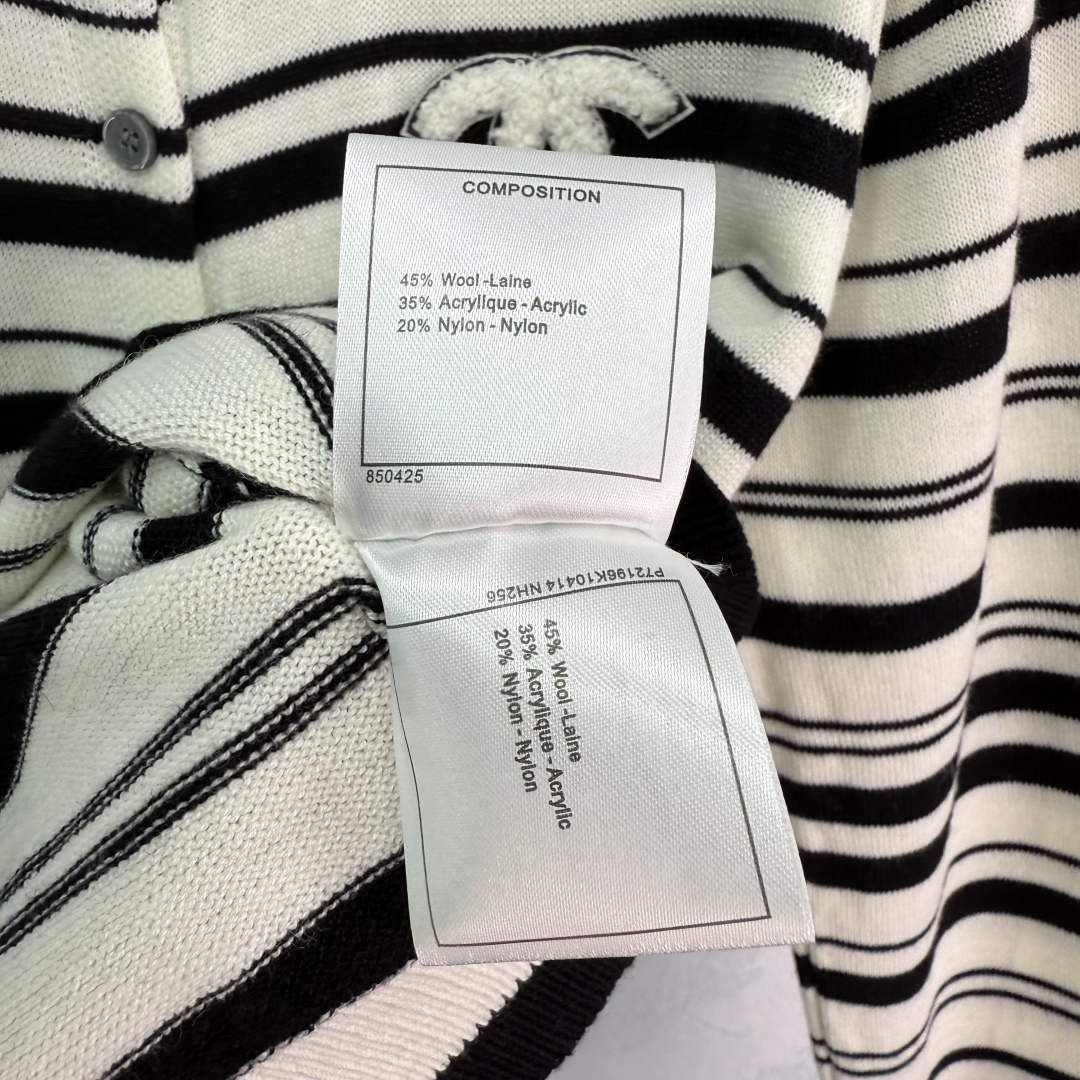 COMPOSITION
45% Wool -Laine
35% Acrylique - Acrylic
20% Nylon - Nylon
850425
P72196K10414 NH256
45% Wool -Laine
35% Acrylique - Acrylic
20% Nylon - Nylon